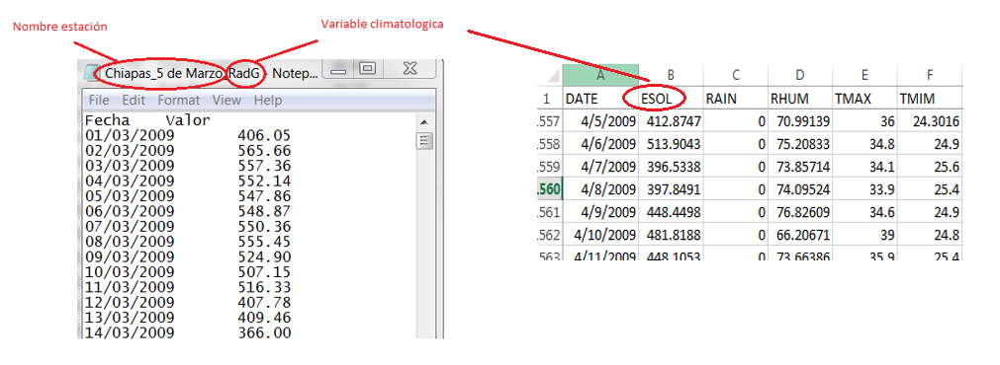 Nombre estación
Variable climatologica
Chiapas_5 de Marzo_RadG - Notep...
File Edit Format View Help
Fecha Valor
01/03/2009 406.05
02/03/2009 565.66
03/03/2009 557.36
04/03/2009 552.14
05/03/2009 547.86
06/03/2009 548.87
07/03/2009 550.36
08/03/2009 555.45
09/03/2009 524.90
10/03/2009 507.15
11/03/2009 516.33
12/03/2009 407.78
13/03/2009 409.46
14/03/2009 366.00
A B C D E F
1 DATE ESOL RAIN RHUM TMAX TMIM
.557 4/5/2009 412.8747 0 70.99139 36 24.3016
.558 4/6/2009 513.9043 0 75.20833 34.8 24.9
.559 4/7/2009 396.5338 0 73.85714 34.1 25.6
.560 4/8/2009 397.8491 0 74.09524 33.9 25.4
.561 4/9/2009 448.4498 0 76.82609 34.6 24.9
.562 4/10/2009 481.8188 0 66.20671 39 24.8
.563 4/11/2009 448.1053 0 73.66386 35.9 25.4